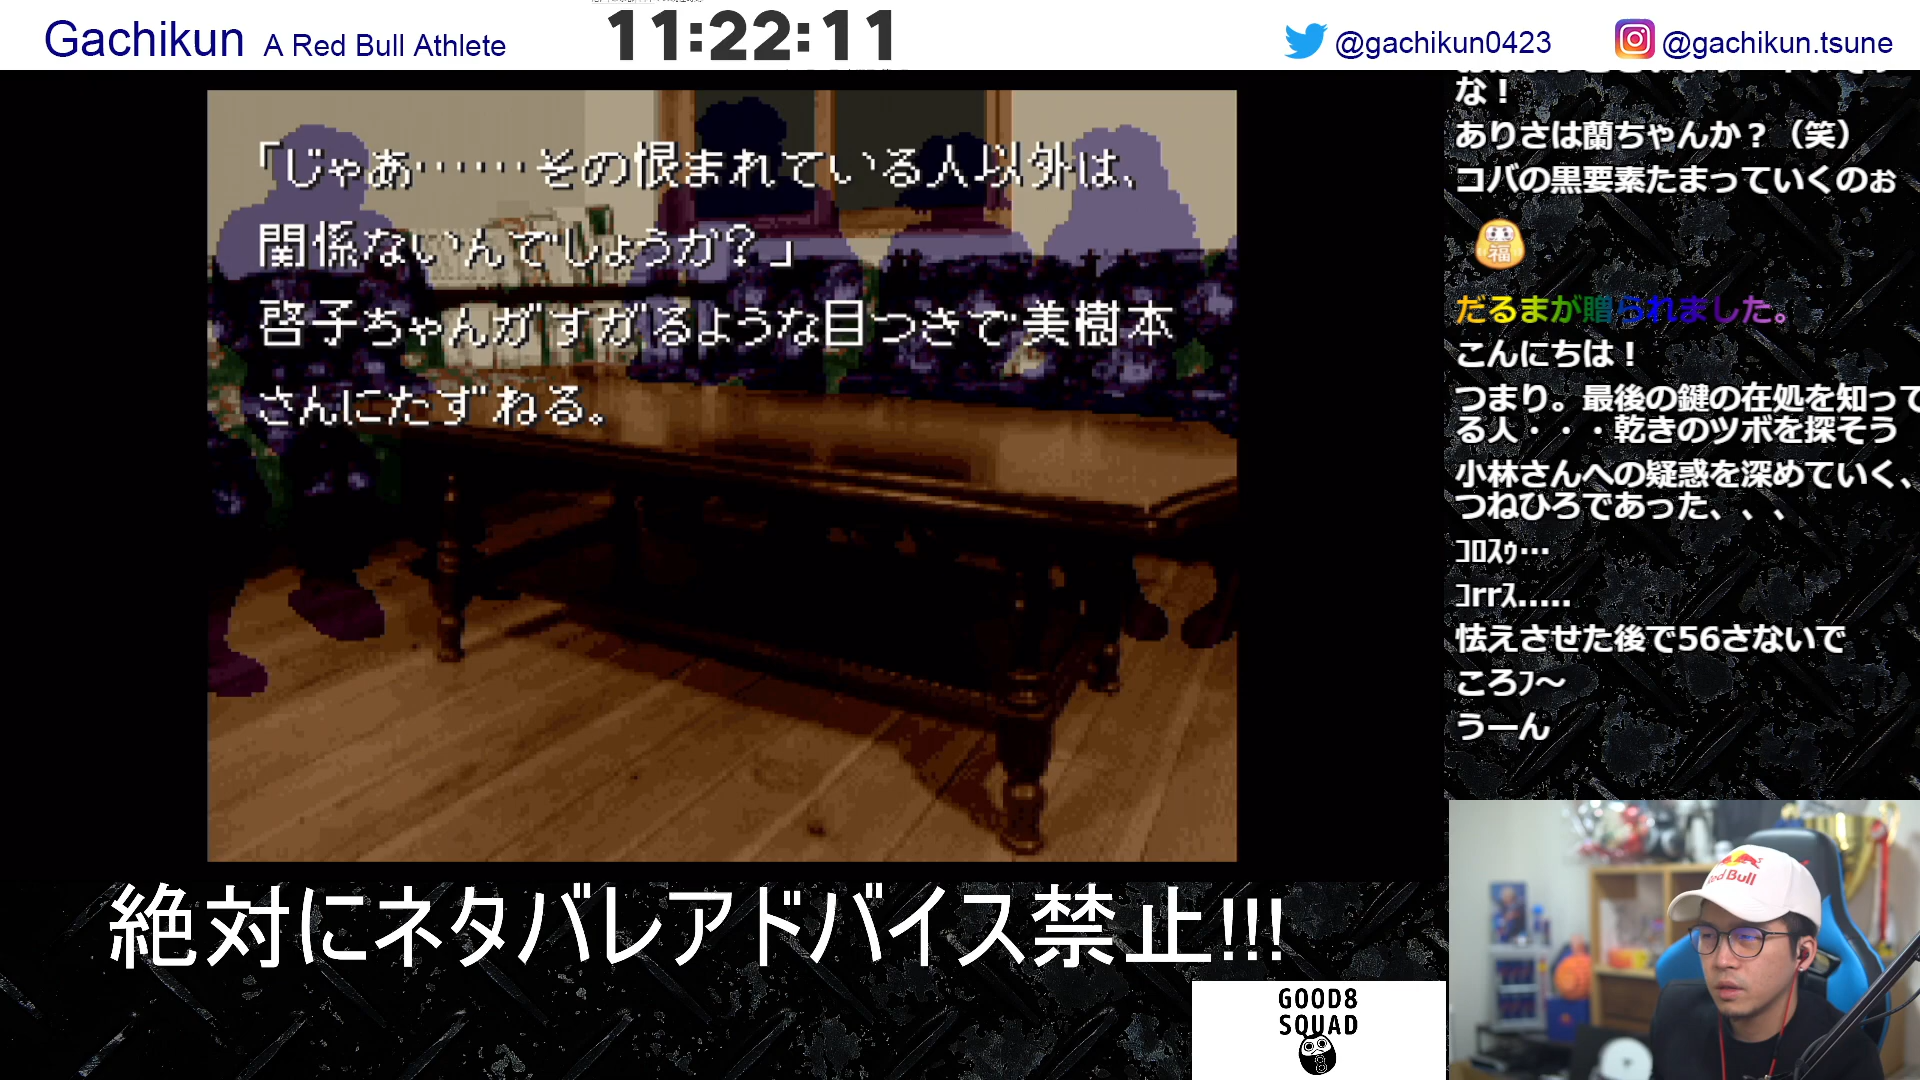 Gachikun A Red Bull Athlete
11:22:11
@gachikun0423
@gachikun.tsune
「じゃあ‥‥‥その恨まれている人以外は、
関係ないんでしょうか？」
啓子ちゃんがすがるような目つきで美樹本
さんにたずねる。
な！
ありさは蘭ちゃんか？（笑）
コバの黒要素たまっていくのぉ
福
だるまが贈られました。
こんにちは！
つまり。最後の鍵の在処を知って
る人・・・乾きのツボを探そう
小林さんへの疑惑を深めていく、
つねひろであった、、、
ｺﾛｽｩ…
ｺrrｽ.....
怯えさせた後で56さないで
ころﾌ〜
うーん
絶対にネタバレアドバイス禁止!!!
GOOD8
SQUAD
Red Bull